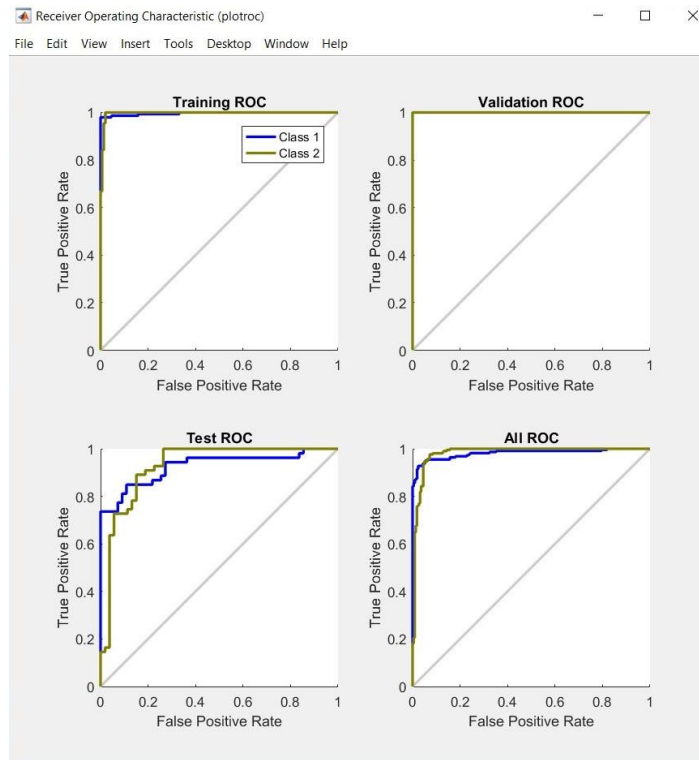 Receiver Operating Characteristic (plotroc)
File Edit View Insert Tools Desktop Window Help
Training ROC
1
0.8
0.6
0.4
0.2
0
True Positive Rate
Class 1
Class 2
0 0.2 0.4 0.6 0.8 1
False Positive Rate
Validation ROC
1
0.8
0.6
0.4
0.2
0
True Positive Rate
0 0.2 0.4 0.6 0.8 1
False Positive Rate
Test ROC
1
0.8
0.6
0.4
0.2
0
True Positive Rate
0 0.2 0.4 0.6 0.8 1
False Positive Rate
All ROC
1
0.8
0.6
0.4
0.2
0
True Positive Rate
0 0.2 0.4 0.6 0.8 1
False Positive Rate